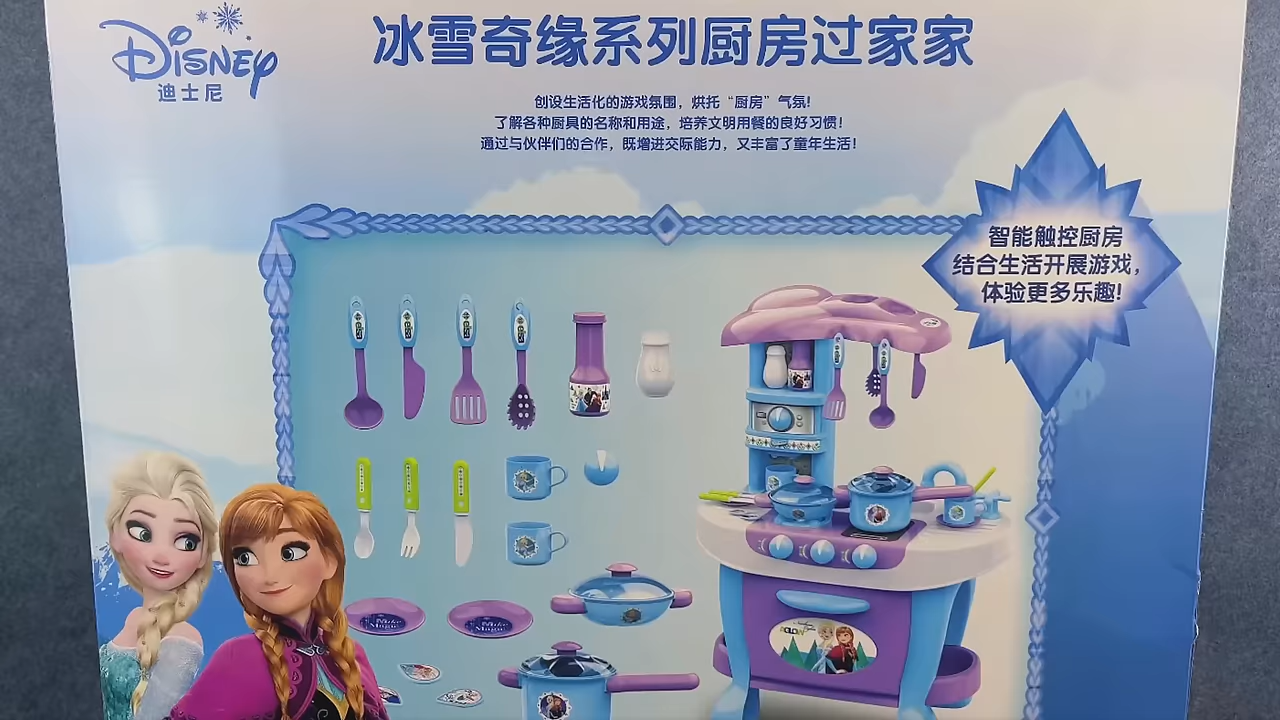 Disney
迪士尼
冰雪奇缘系列厨房过家家
创设生活化的游戏氛围，烘托“厨房”气氛！
了解各种厨具的名称和用途，培养文明用餐的良好习惯！
通过与伙伴们的合作，既增进交际能力，又丰富了童年生活！
智能触控厨房
结合生活开展游戏，
体验更多乐趣！
Make
Magic